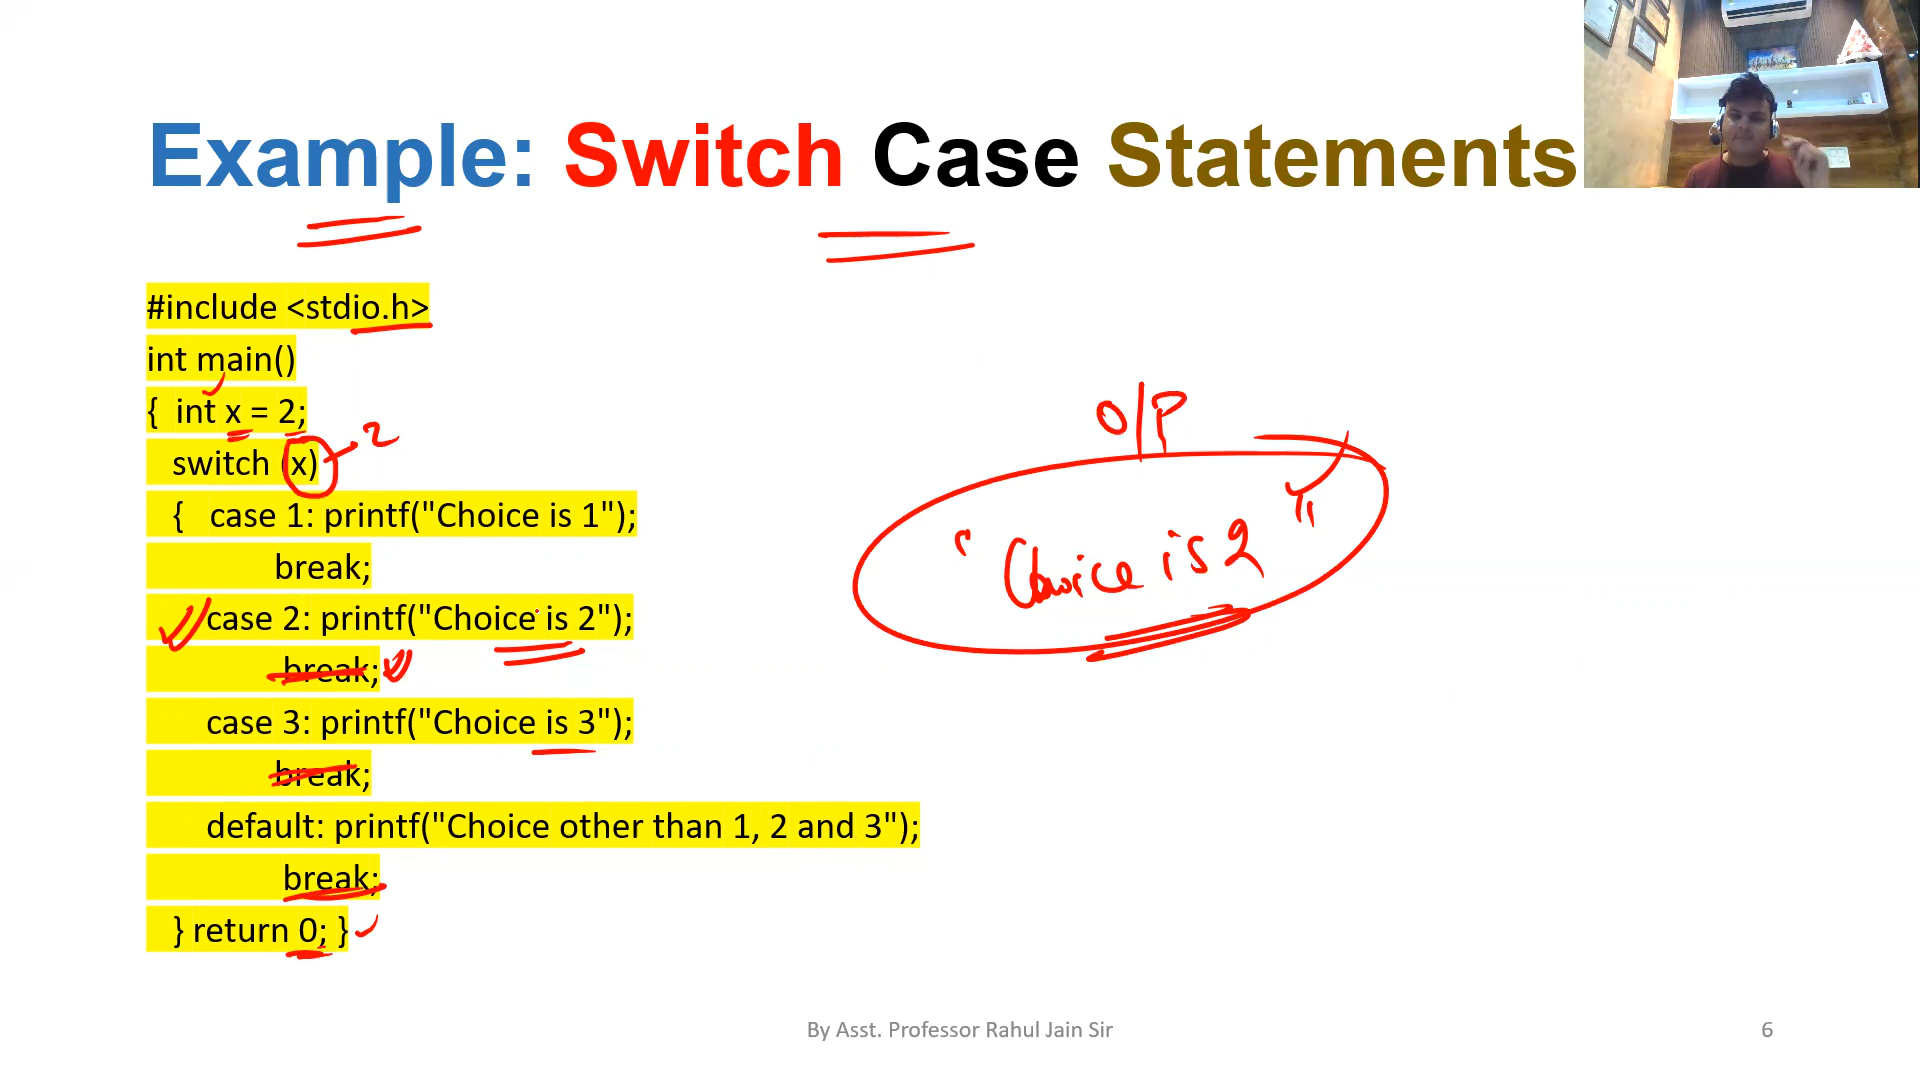 Example: Switch Case Statements
#include <stdio.h>
int main()
{ int x = 2;
2
switch (x)
{ case 1: printf("Choice is 1");
break;
case 2: printf("Choice is 2");
break;
case 3: printf("Choice is 3");
break;
default: printf("Choice other than 1, 2 and 3");
break;
} return 0; }
O/P
"Choice is 2"
By Asst. Professor Rahul Jain Sir
6